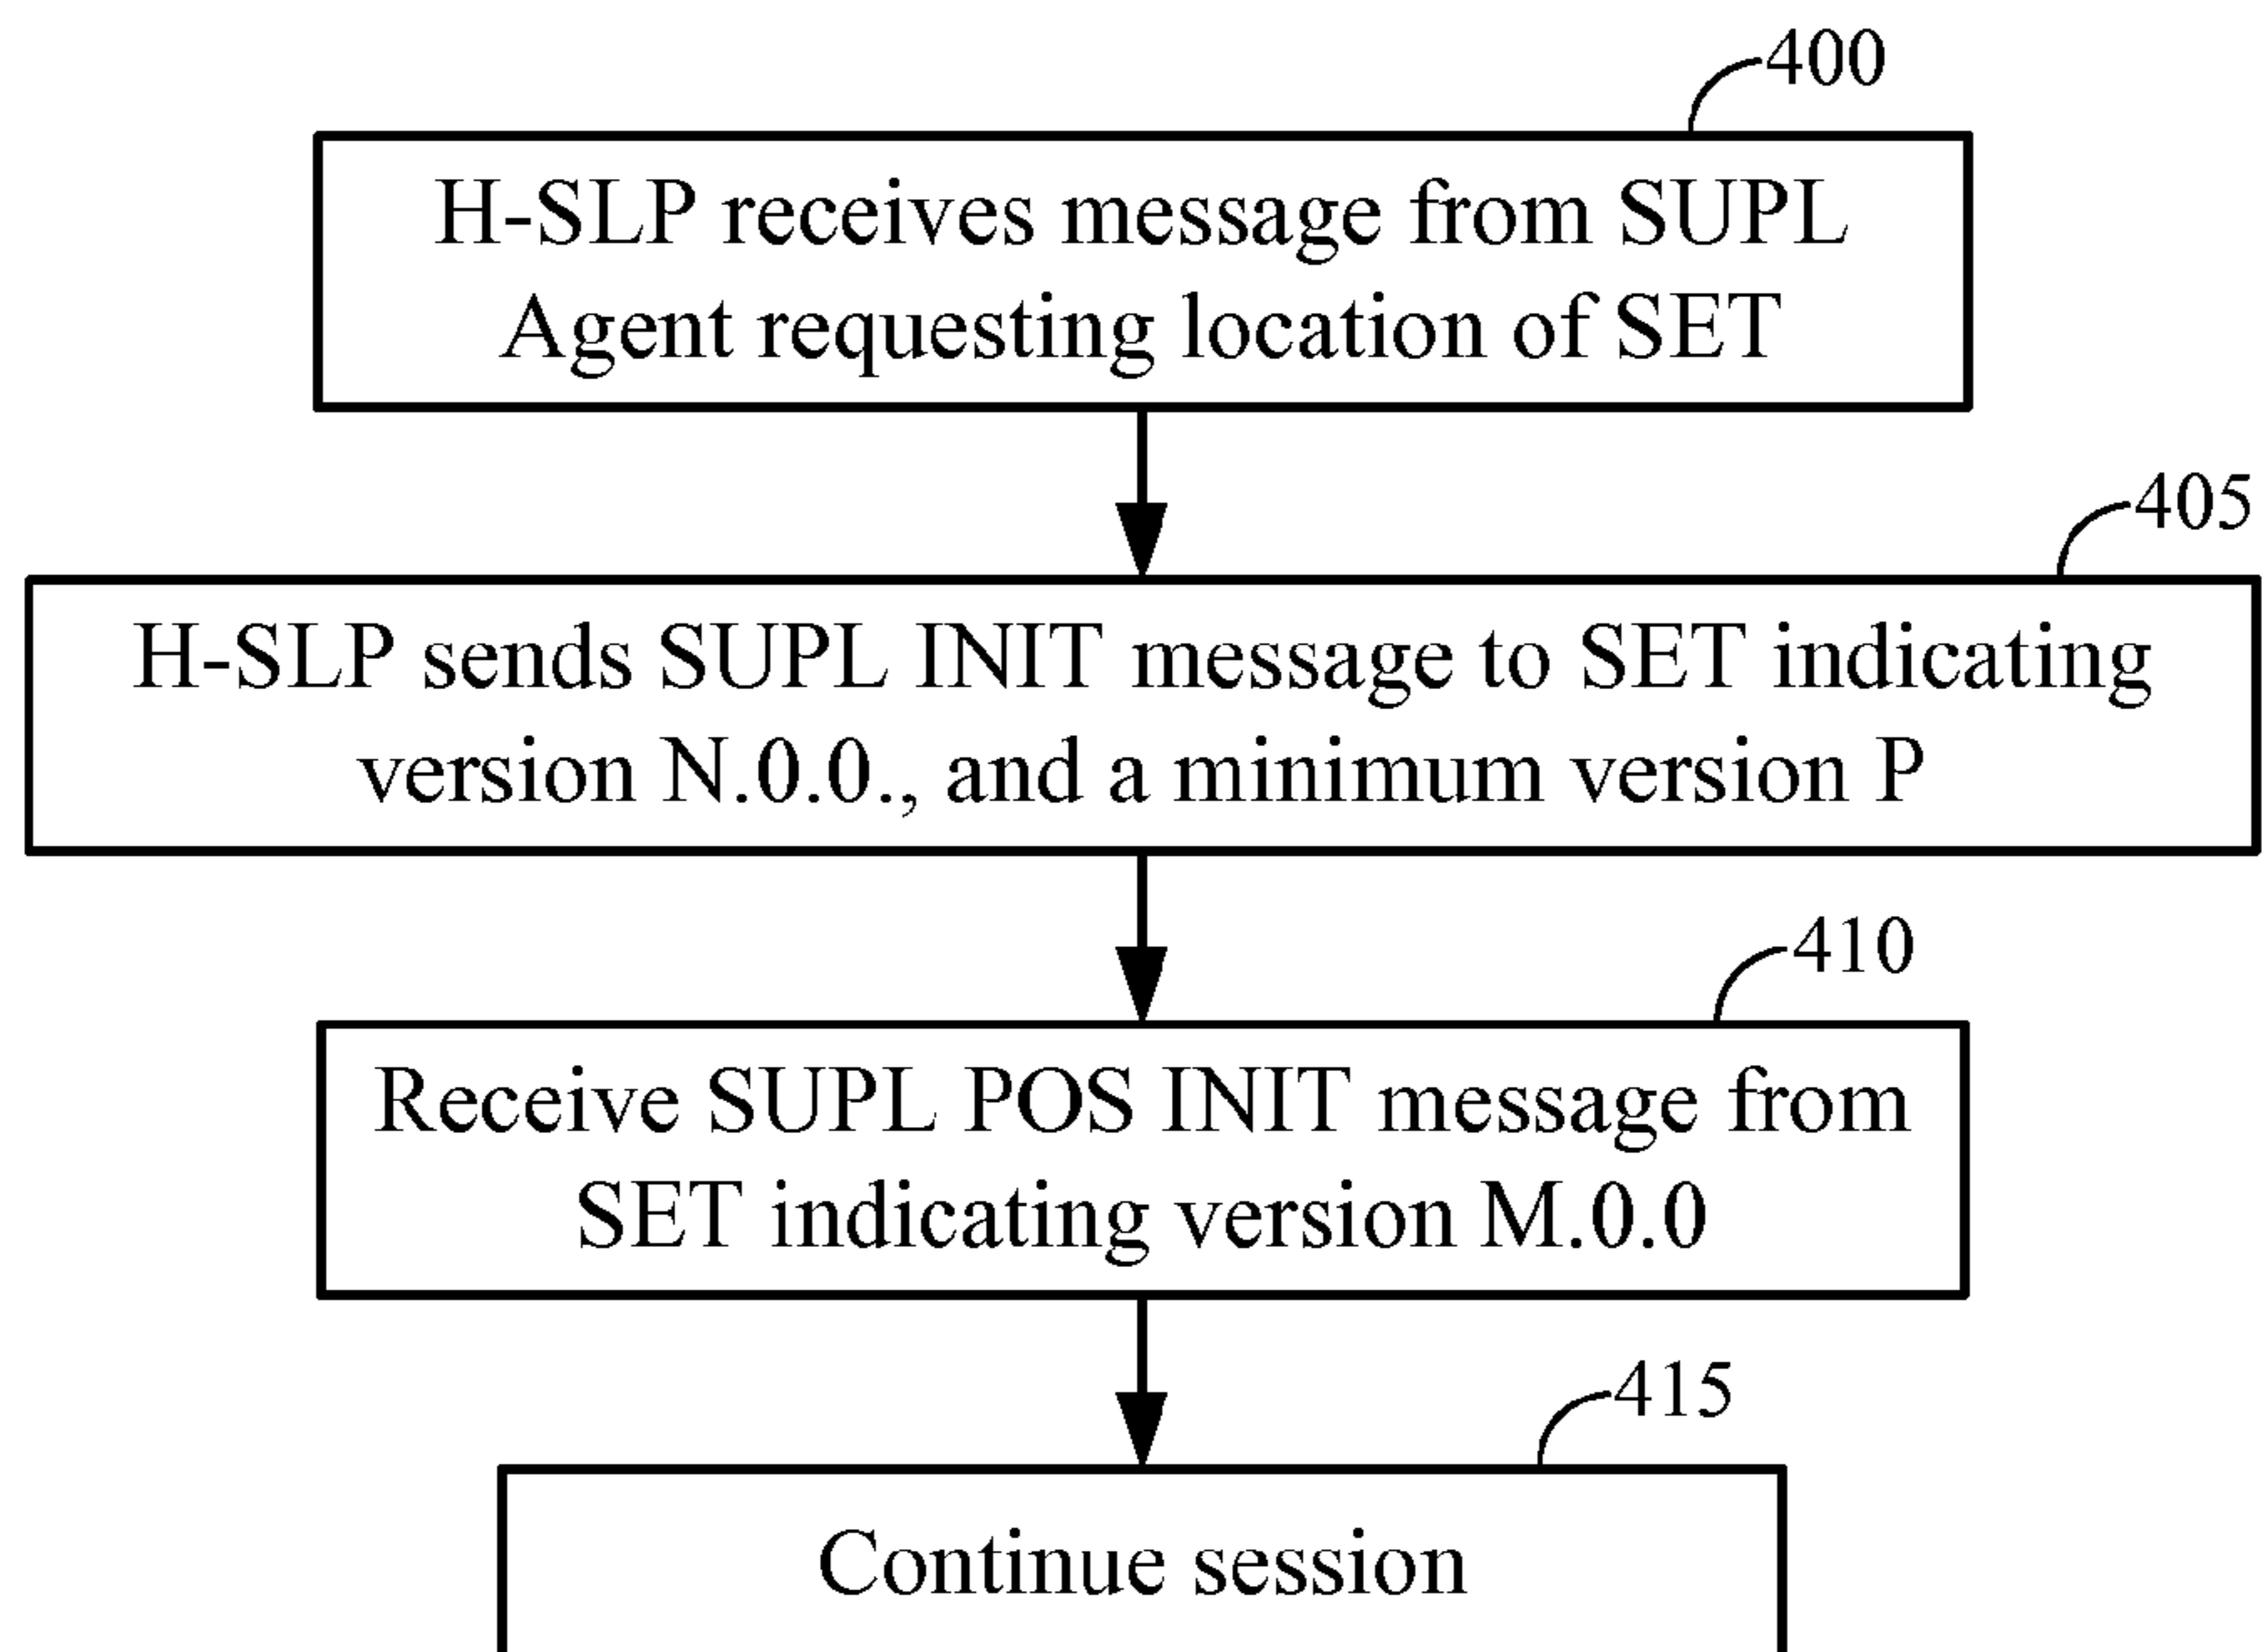 400
H-SLP receives message from SUPL
Agent requesting location of SET
405
H-SLP sends SUPL INIT message to SET indicating
version N.0.0., and a minimum version P
410
Receive SUPL POS INIT message from
SET indicating version M.0.0
415
Continue session